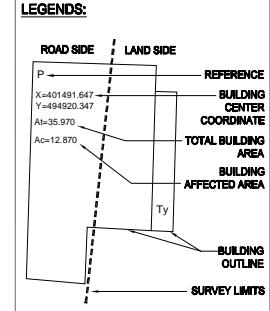 LEGENDS:
ROAD SIDE
LAND SIDE
P
REFERENCE
X=401491.647
Y=494920.347
BUILDING
CENTER
COORDINATE
At=35.970
TOTAL BUILDING
AREA
Ac=12.870
BUILDING
AFFECTED AREA
Ty
BUILDING
OUTLINE
SURVEY LIMITS